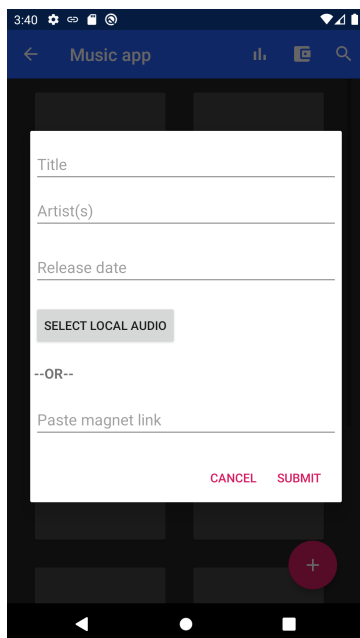 3:40
Music app
Title
Artist(s)
Release date
SELECT LOCAL AUDIO
--OR--
Paste magnet link
CANCEL SUBMIT